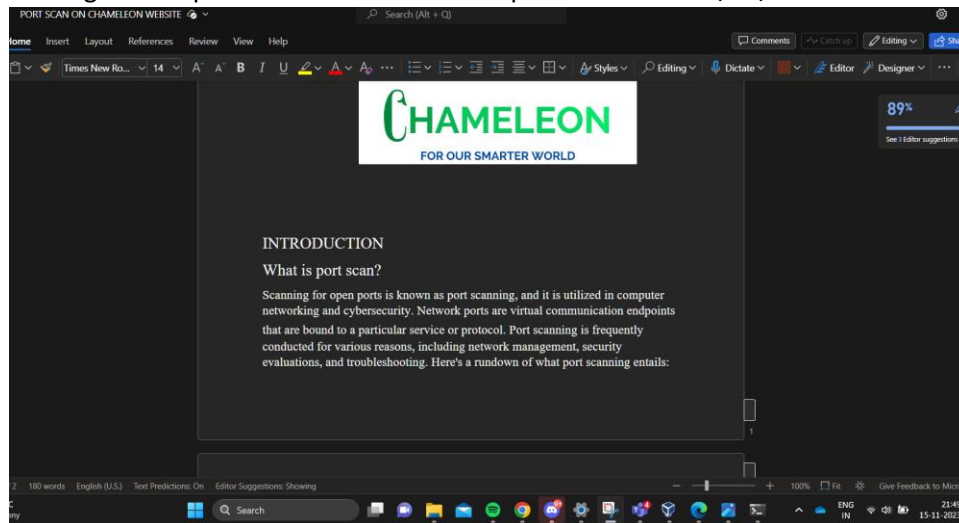 PORT SCAN ON CHAMELEON WEBSITE
Search (Alt + Q)
Home Insert Layout References Review View Help
Comments Catch up Editing
Times New Ro... 14 A A B I U A Styles Editing Dictate Editor Designer
89%
See 3 Editor suggestions
CHAMELEON
FOR OUR SMARTER WORLD
INTRODUCTION
What is port scan?
Scanning for open ports is known as port scanning, and it is utilized in computer
networking and cybersecurity. Network ports are virtual communication endpoints
that are bound to a particular service or protocol. Port scanning is frequently
conducted for various reasons, including network management, security
evaluations, and troubleshooting. Here's a rundown of what port scanning entails:
1
2 180 words English (U.S.) Text Predictions: On Editor Suggestions: Showing
100% Fit Give Feedback to
Search
ENG
IN
21:49
15-11-2023